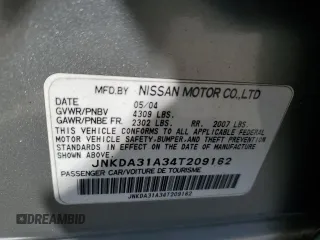 MFD.BY NISSAN MOTOR CO.,LTD
DATE 05/04
GVWR/PNBV 4309 LBS.
GAWR/PNBE FR. 2302 LBS. RR. 2007 LBS.
THIS VEHICLE CONFORMS TO ALL APPLICABLE FEDERAL
MOTOR VEHICLE SAFETY,BUMPER,AND THEFT PREVENTION
STANDARDS IN EFFECT ON THE DATE OF MANUFACTURE
SHOWN ABOVE.
JNKDA31A34T209162
PASSENGER CAR/VOITURE DE TOURISME
JNKDA31A34T209162
DREAMBID